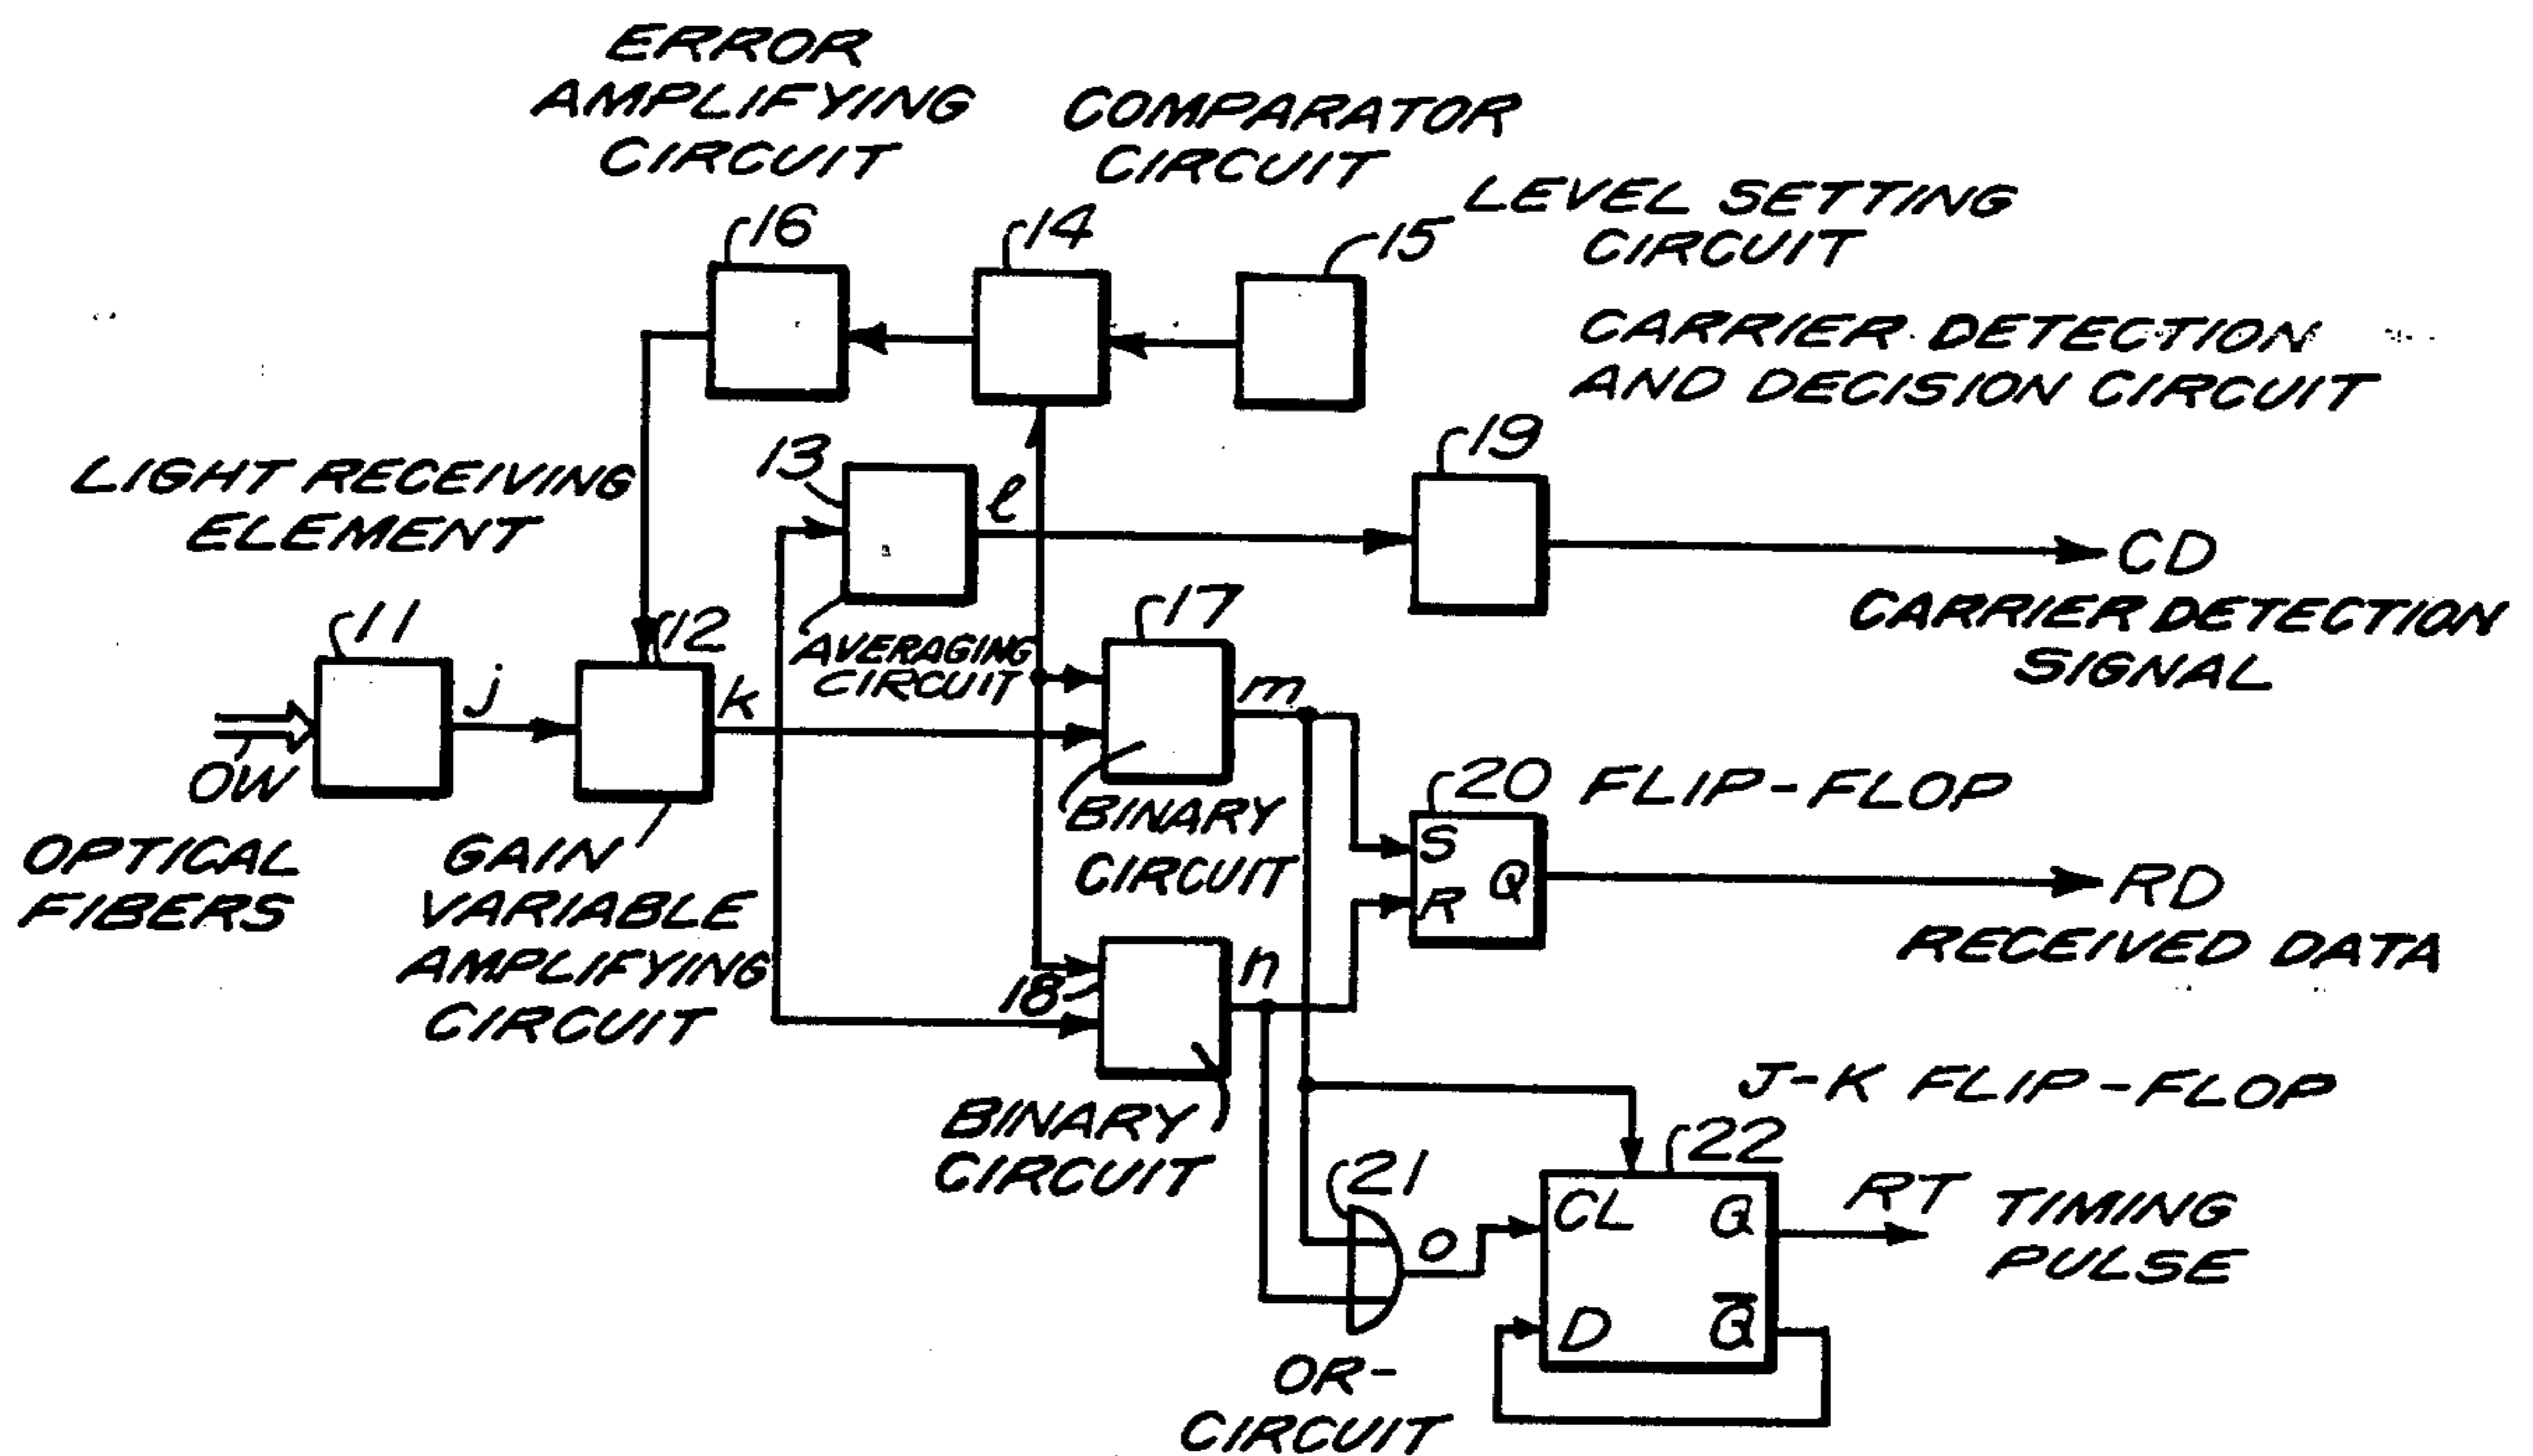 ERROR
AMPLIFYING
CIRCUIT
COMPARATOR
CIRCUIT
LEVEL SETTING
CIRCUIT
16
14
15
CARRIER DETECTION
AND DECISION CIRCUIT
19
LIGHT RECEIVING
ELEMENT
13
l
CD
CARRIER DETECTION
SIGNAL
AVERAGING
CIRCUIT
11
12
17
j
k
m
OW
OPTICAL
FIBERS
GAIN
VARIABLE
AMPLIFYING
CIRCUIT
BINARY
CIRCUIT
20 FLIP-FLOP
S
R
Q
RD
RECEIVED DATA
18
n
BINARY
CIRCUIT
J-K FLIP-FLOP
22
21
o
CL
Q
D
Q̅
RT
TIMING
PULSE
OR-
CIRCUIT